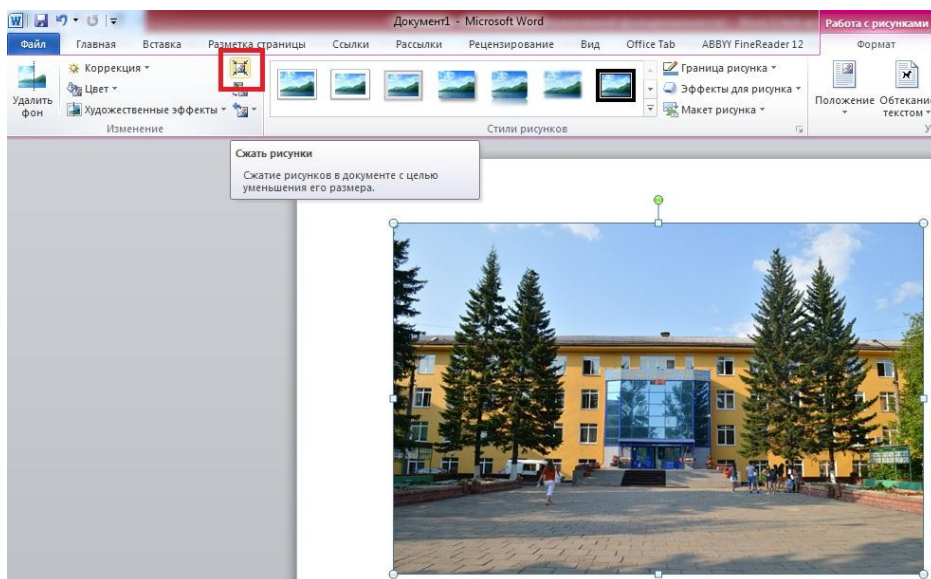 Документ1 - Microsoft Word
Работа с рисунками
Файл Главная Вставка Разметка страницы Ссылки Рассылки Рецензирование Вид Office Tab ABBYY FineReader 12 Формат
Удалить фон
Коррекция
Цвет
Художественные эффекты
Изменение
Стили рисунков
Граница рисунка
Эффекты для рисунка
Макет рисунка
Положение
Обтекание
текстом
У
Сжать рисунки
Сжатие рисунков в документе с целью
уменьшения его размера.